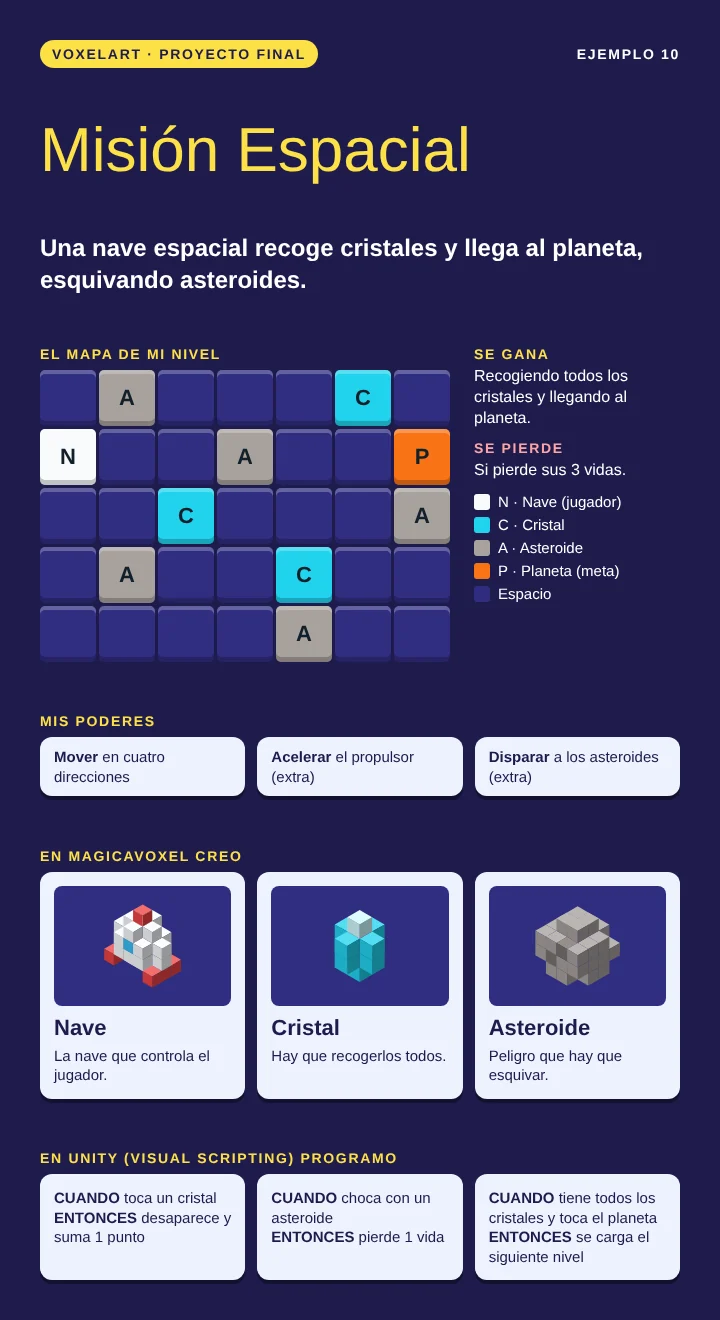 VOXELART · PROYECTO FINAL
EJEMPLO 10
Misión Espacial
Una nave espacial recoge cristales y llega al planeta,
esquivando asteroides.
EL MAPA DE MI NIVEL
A C
N A P
C A
A C
A
SE GANA
Recogiendo todos los
cristales y llegando al
planeta.
SE PIERDE
Si pierde sus 3 vidas.
N · Nave (jugador)
C · Cristal
A · Asteroide
P · Planeta (meta)
Espacio
MIS PODERES
Mover en cuatro
direcciones
Acelerar el propulsor
(extra)
Disparar a los asteroides
(extra)
EN MAGICAVOXEL CREO
Nave
La nave que controla el
jugador.
Cristal
Hay que recogerlos todos.
Asteroide
Peligro que hay que
esquivar.
EN UNITY (VISUAL SCRIPTING) PROGRAMO
CUANDO toca un cristal
ENTONCES desaparece y
suma 1 punto
CUANDO choca con un
asteroide
ENTONCES pierde 1 vida
CUANDO tiene todos los
cristales y toca el planeta
ENTONCES se carga el
siguiente nivel